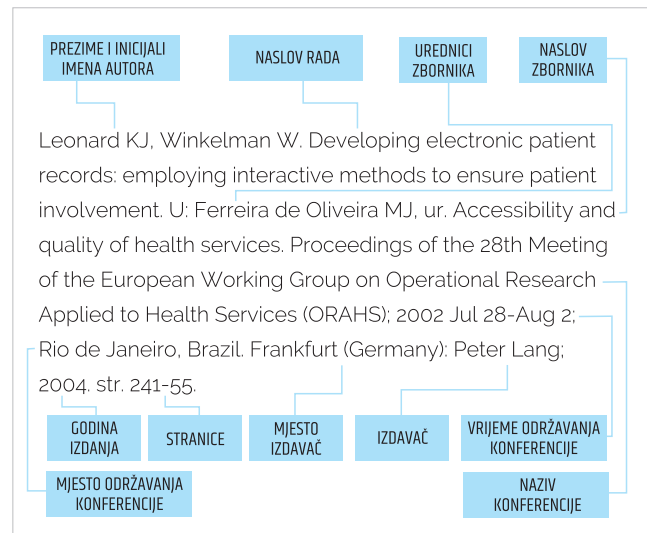 PREZIME I INICIJALI
IMENA AUTORA
NASLOV RADA
UREDNICI
ZBORNIKA
NASLOV
ZBORNIKA
Leonard KJ, Winkelman W. Developing electronic patient
records: employing interactive methods to ensure patient
involvement. U: Ferreira de Oliveira MJ, ur. Accessibility and
quality of health services. Proceedings of the 28th Meeting
of the European Working Group on Operational Research
Applied to Health Services (ORAHS); 2002 Jul 28-Aug 2;
Rio de Janeiro, Brazil. Frankfurt (Germany): Peter Lang;
2004. str. 241-55.
GODINA
IZDANJA
STRANICE
MJESTO
IZDAVAČ
IZDAVAČ
VRIJEME ODRŽAVANJA
KONFERENCIJE
MJESTO ODRŽAVANJA
KONFERENCIJE
NAZIV
KONFERENCIJE